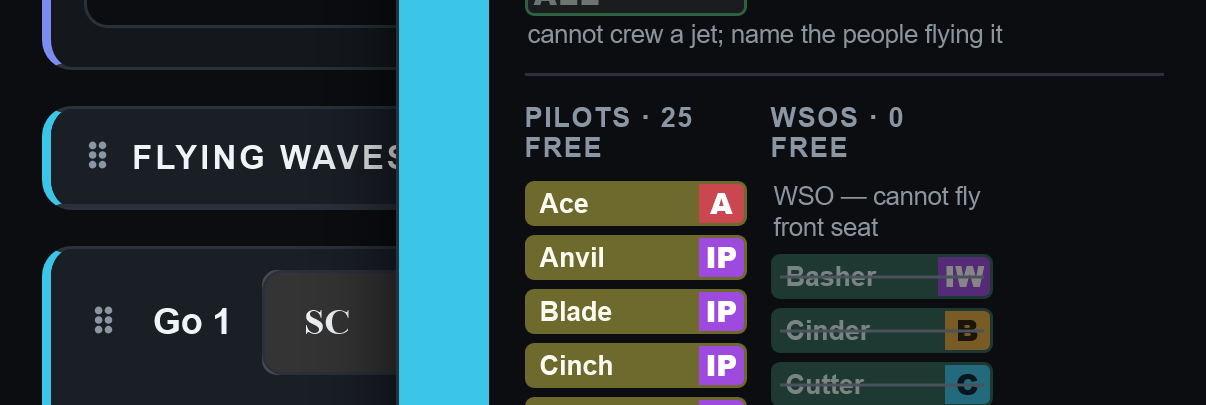 cannot crew a jet; name the people flying it
PILOTS · 25 FREE
WSOS · 0 FREE
FLYING WAVES
Ace A
Anvil IP
Blade IP
Cinch IP
WSO — cannot fly
front seat
Basher IW
Cinder B
Cutter C
Go 1 SC